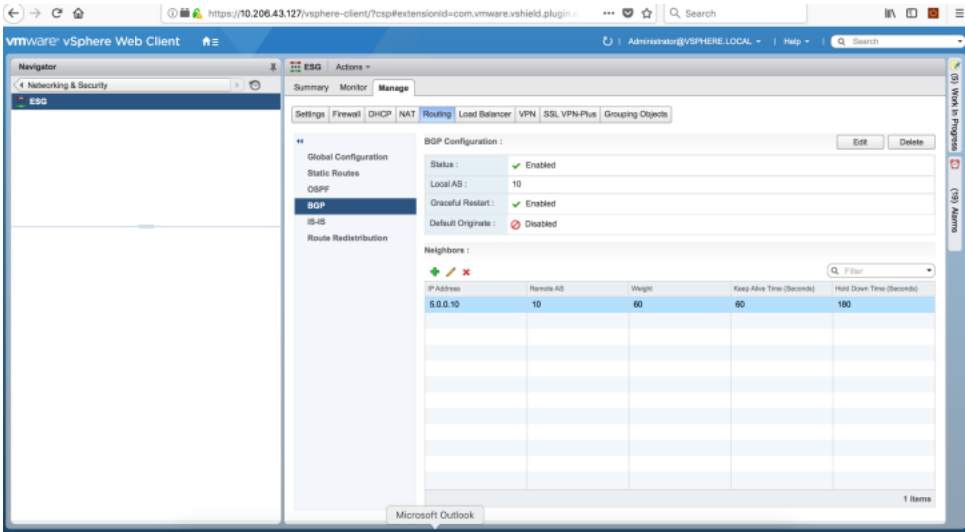 https://10.206.43.127/vsphere-client/?csp#extensionId=com.vmware.vshield.plugin.
Search
vmware® vSphere Web Client
Administrator@VSPHERE.LOCAL
Help
Search
Navigator
Networking & Security
ESG
ESG Actions
Summary Monitor Manage
Settings Firewall DHCP NAT Routing Load Balancer VPN SSL VPN-Plus Grouping Objects
Global Configuration
Static Routes
OSPF
BGP
IS-IS
Route Redistribution
BGP Configuration :
Edit Delete
Status : Enabled
Local AS : 10
Graceful Restart : Enabled
Default Originate : Disabled
Neighbors :
Filter
IP Address Remote AS Weight Keep Alive Time (Seconds) Hold Down Time (Seconds)
5.0.0.10 10 60 60 180
1 Items
(5) Work In Progress
(19) Alarms
Microsoft Outlook